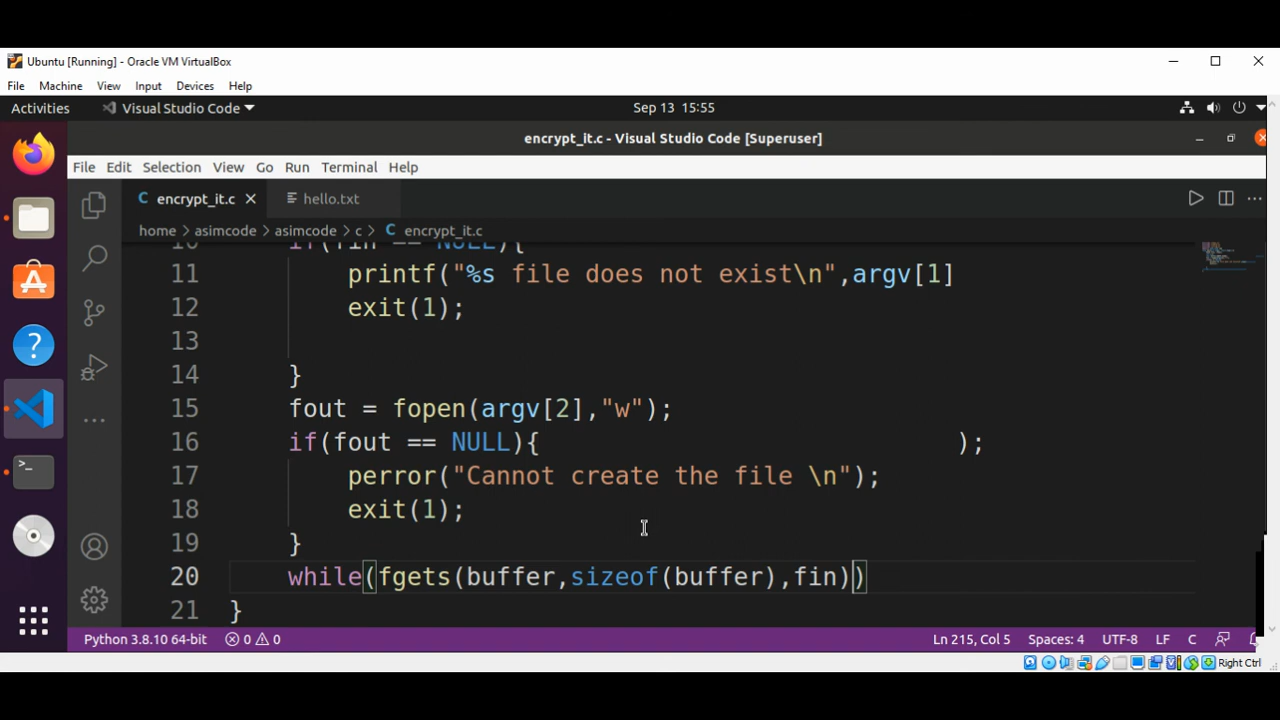 Ubuntu [Running] - Oracle VM VirtualBox
File Machine View Input Devices Help
Activities Visual Studio Code Sep 13 15:55
encrypt_it.c - Visual Studio Code [Superuser]
File Edit Selection View Go Run Terminal Help
C encrypt_it.c hello.txt
home > asimcode > asimcode > c > C encrypt_it.c
10 if(fin == NULL){
11 printf("%s file does not exist\n",argv[1]
12 exit(1);
13
14 }
15 fout = fopen(argv[2],"w");
16 if(fout == NULL){ );
17 perror("Cannot create the file \n");
18 exit(1);
19 }
20 while(fgets(buffer,sizeof(buffer),fin))
21 }
Python 3.8.10 64-bit 0 0 Ln 215, Col 5 Spaces: 4 UTF-8 LF C
Right Ctrl